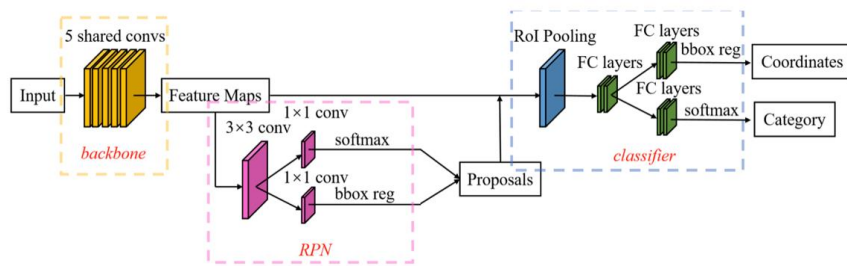 5 shared convs
Input
Feature Maps
backbone
3×3 conv
1×1 conv
softmax
1×1 conv
bbox reg
RPN
Proposals
RoI Pooling
FC layers
FC layers
bbox reg
Coordinates
FC layers
softmax
Category
classifier